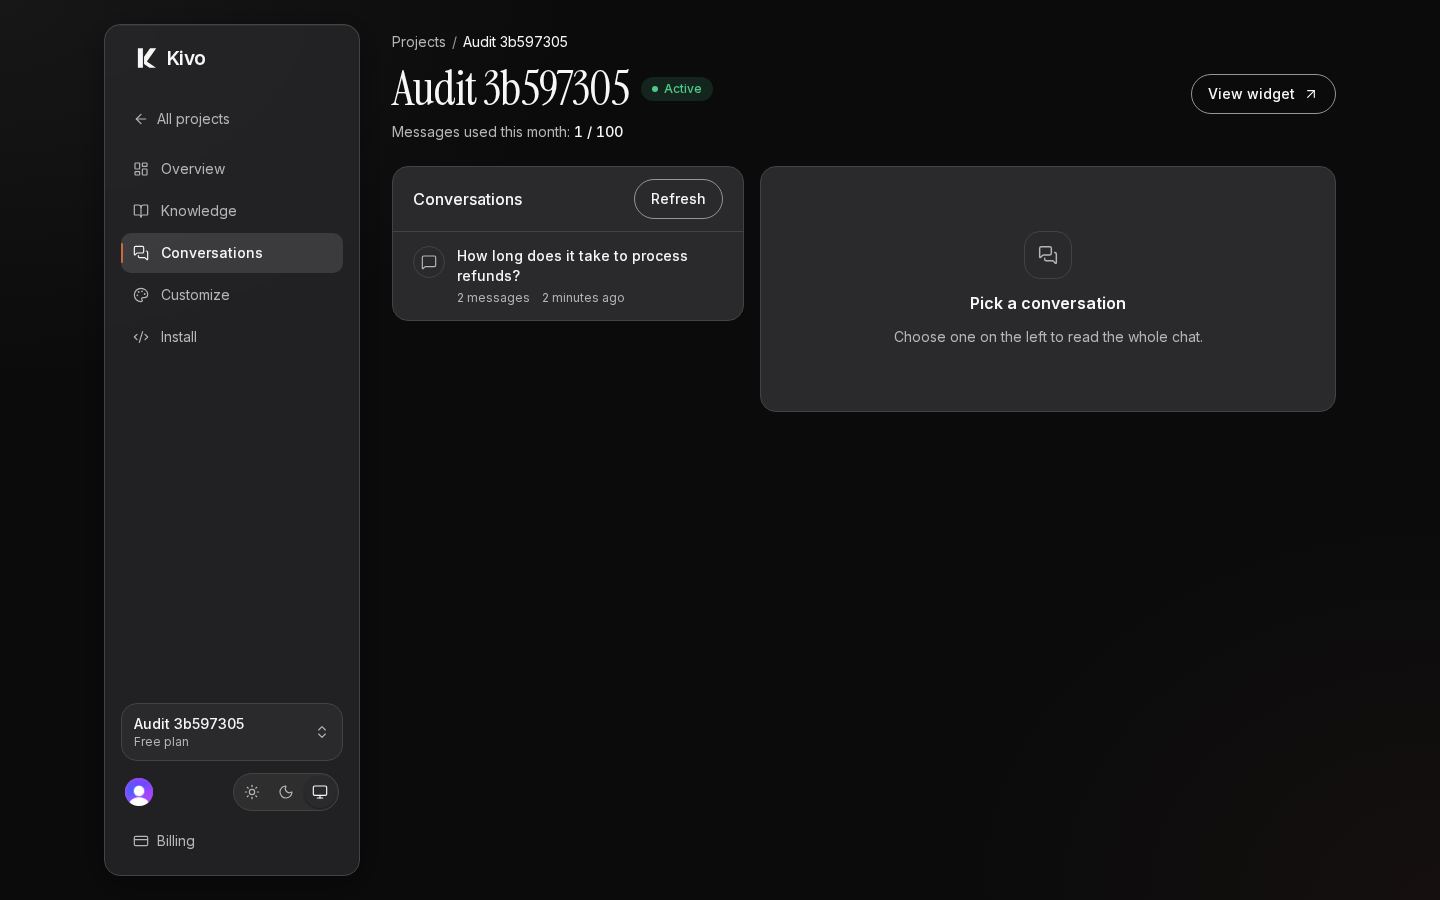 Kivo
All projects
Overview
Knowledge
Conversations
Customize
Install
Audit 3b597305
Free plan
Billing
Projects / Audit 3b597305
Audit 3b597305
Active
Messages used this month: 1 / 100
View widget
Conversations
Refresh
How long does it take to process
refunds?
2 messages 2 minutes ago
Pick a conversation
Choose one on the left to read the whole chat.